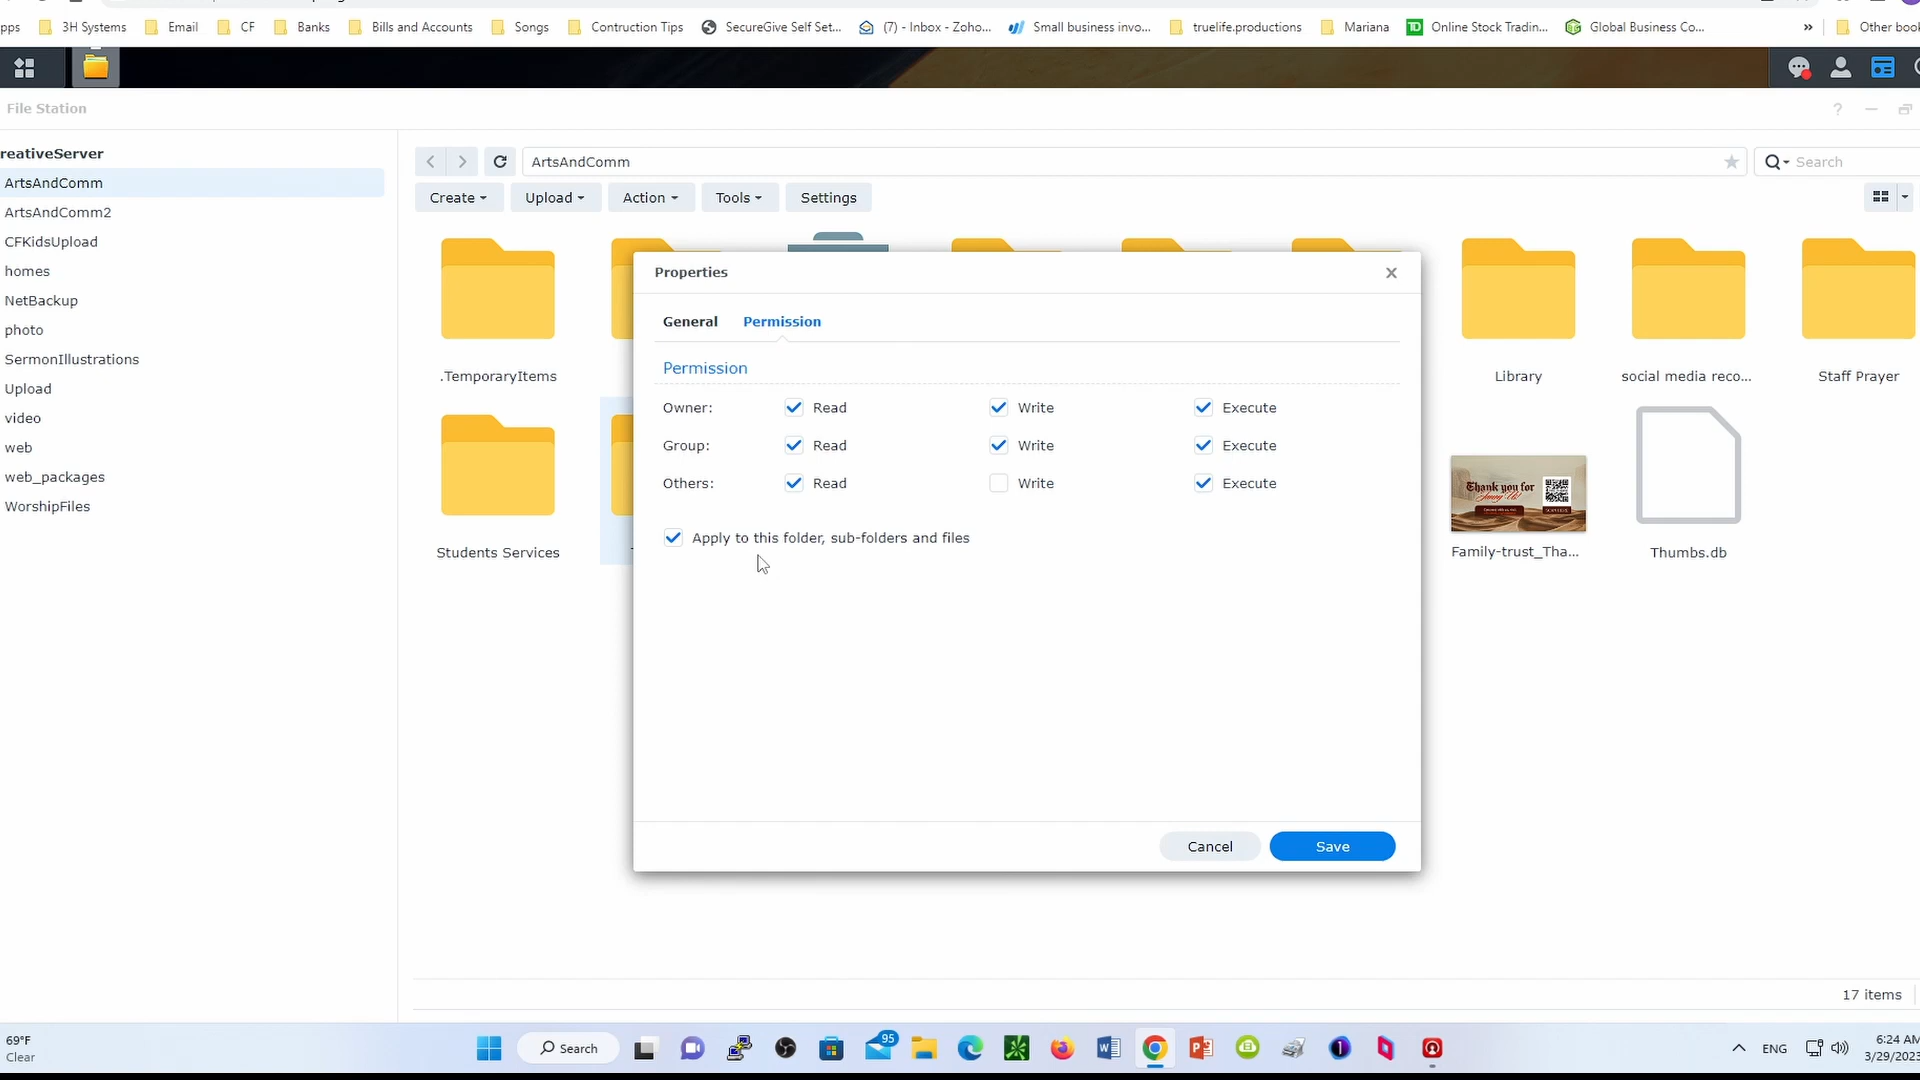 pps 3H Systems Email CF Banks Bills and Accounts Songs Contruction Tips SecureGive Self Set... (7) - Inbox - Zoho... Small business invo... truelife.productions Mariana Online Stock Tradin... Global Business Co... » Other book
File Station
?
reativeServer
ArtsAndComm
ArtsAndComm2
CFKidsUpload
homes
NetBackup
photo
SermonIllustrations
Upload
video
web
web_packages
WorshipFiles
ArtsAndComm
Search
Create Upload Action Tools Settings
.TemporaryItems
Library
social media reco...
Staff Prayer
Students Services
Thank you for
Family-trust_Tha...
Thumbs.db
Properties
General Permission
Permission
Owner: Read Write Execute
Group: Read Write Execute
Others: Read Write Execute
Apply to this folder, sub-folders and files
Cancel Save
17 items
69°F
Clear
Search
95
ENG
6:24 AM
3/29/2023